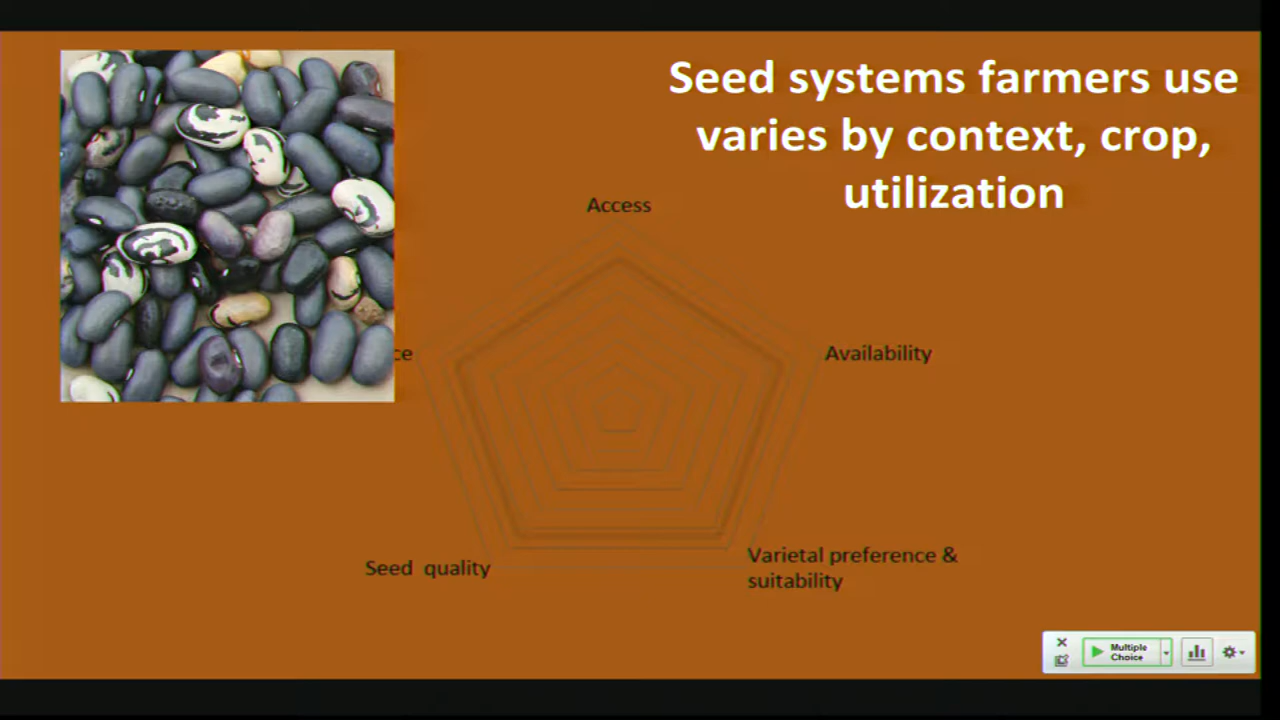 Seed systems farmers use
varies by context, crop,
utilization
Access
Availability
Seed quality
Varietal preference &
suitability
Multiple
Choice